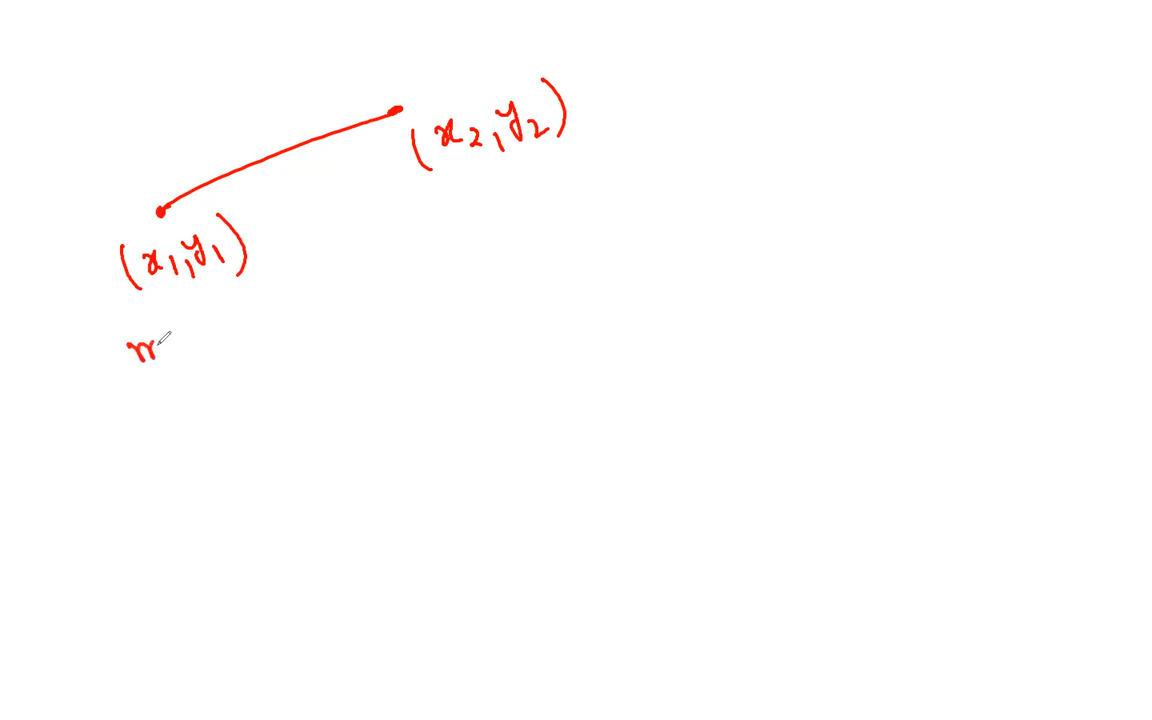 (x₂, y₂)
(x₁, y₁)
m